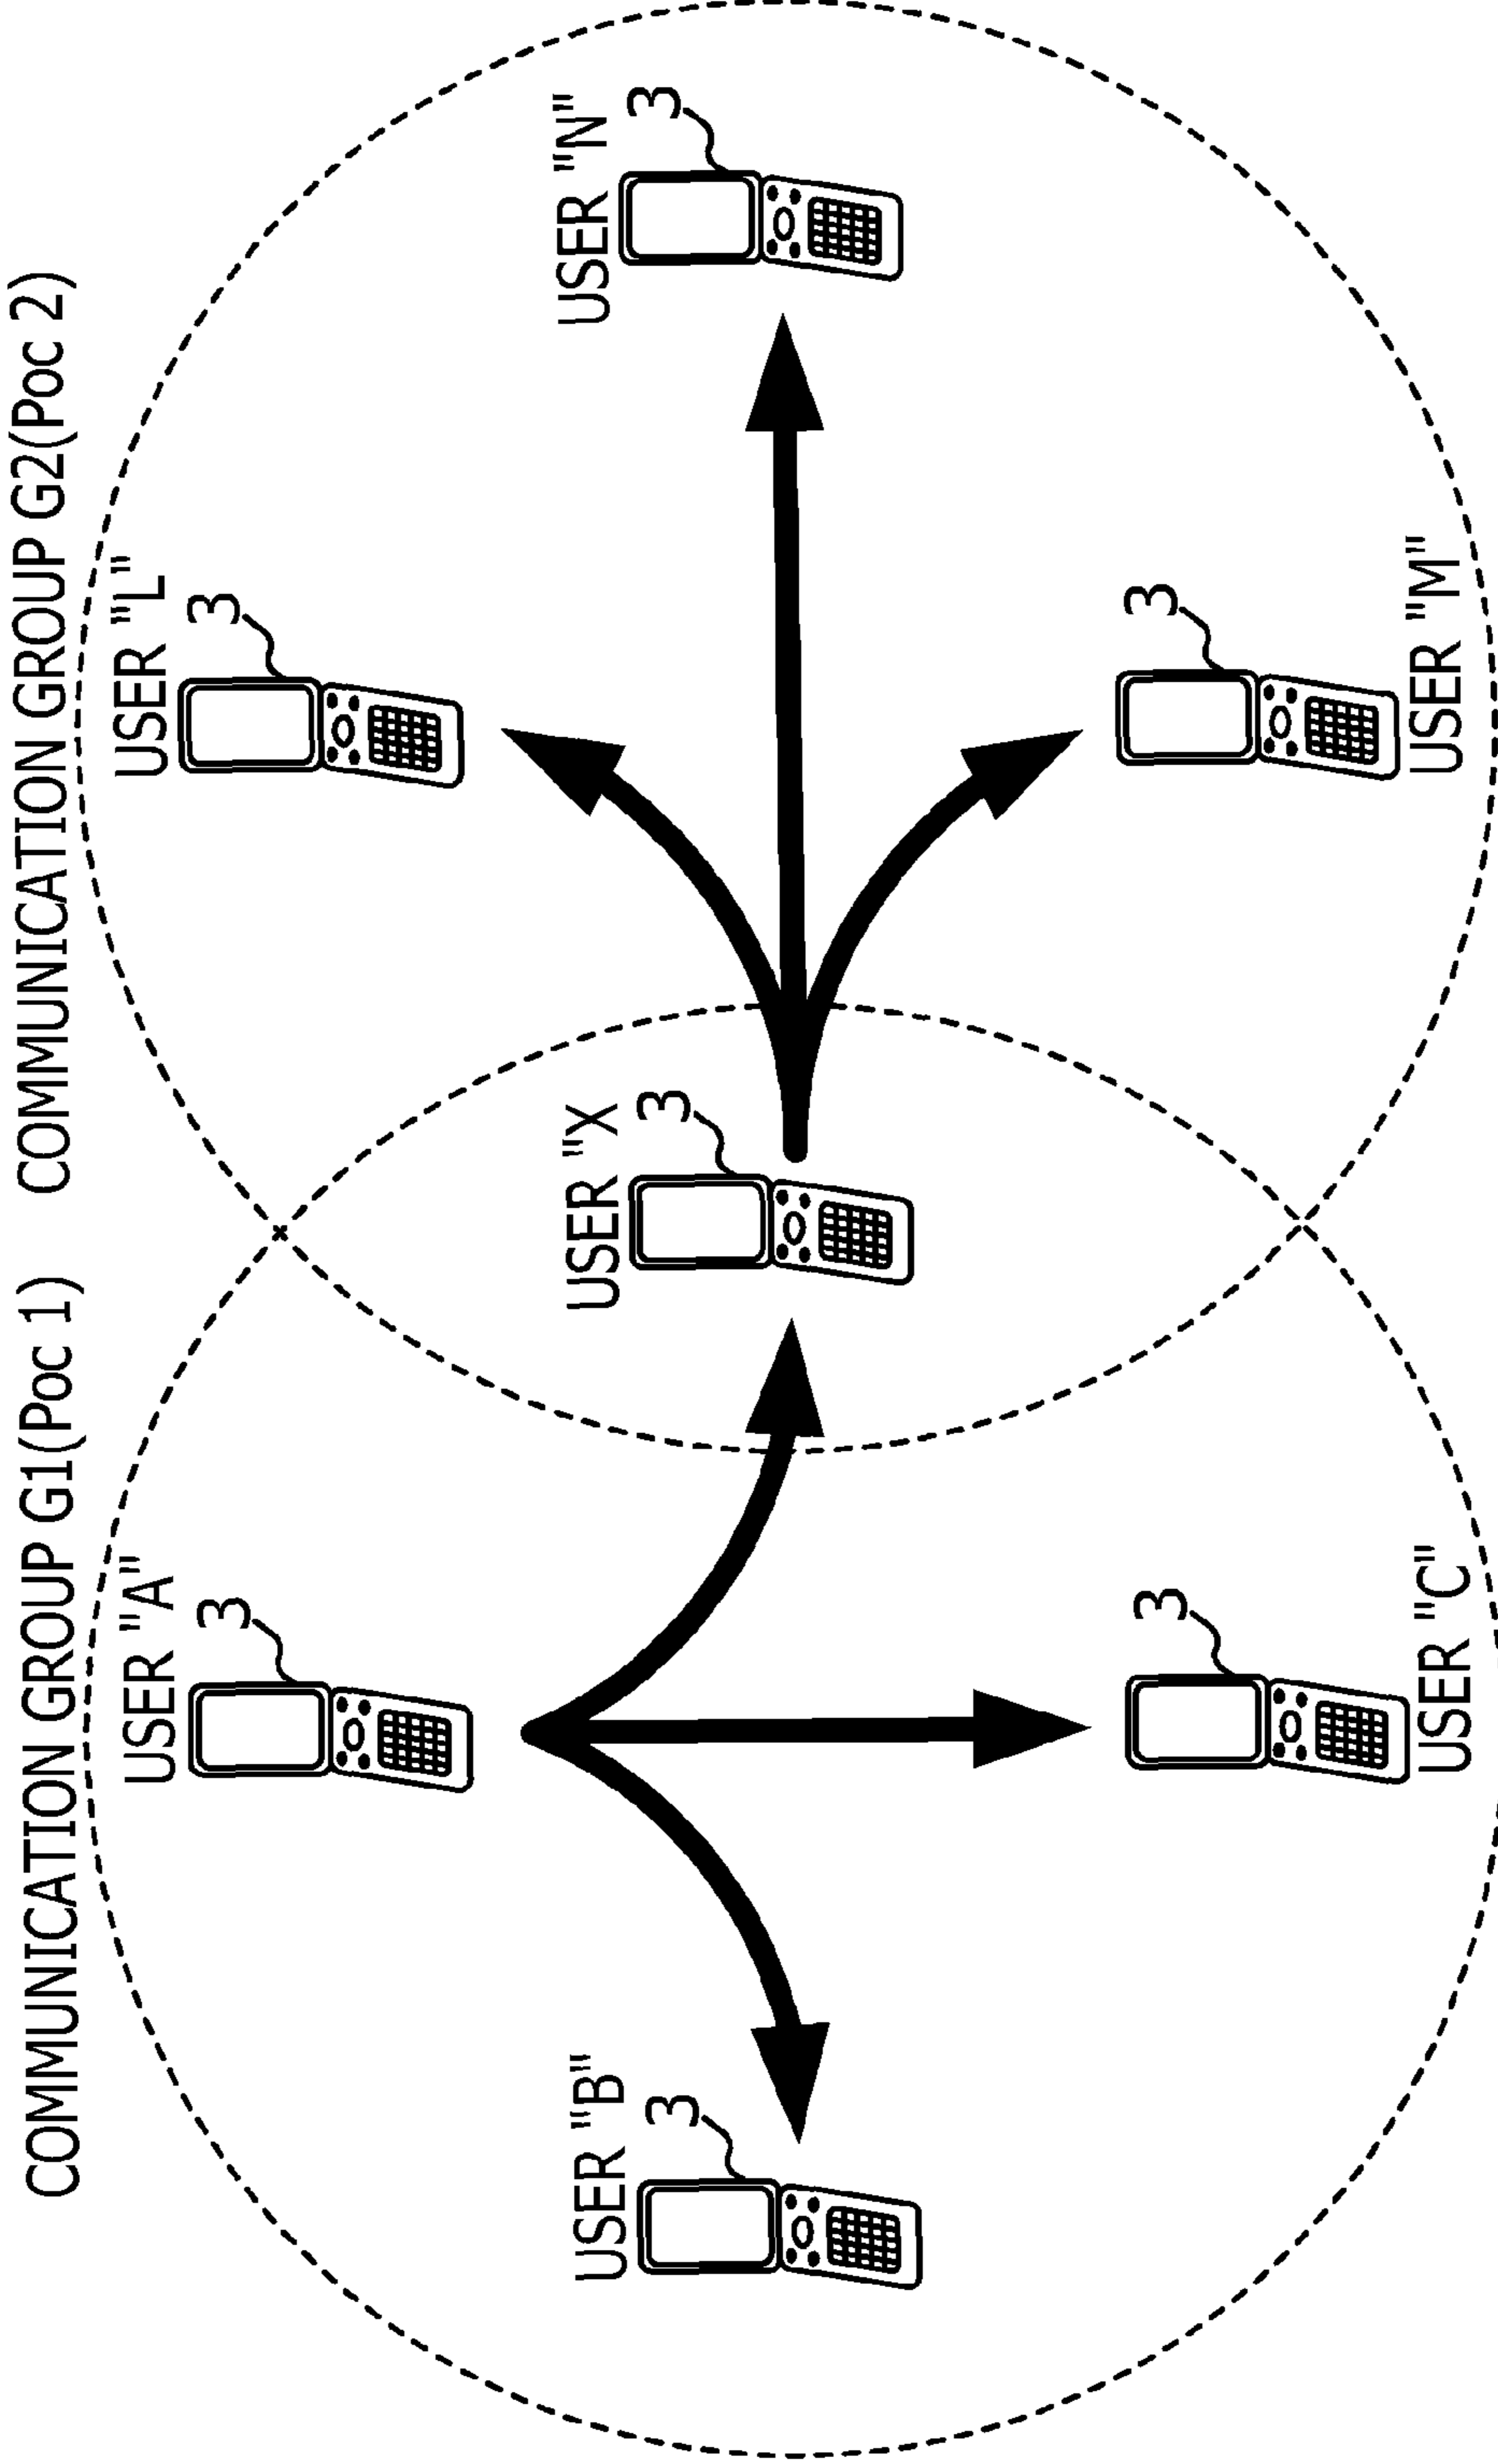 COMMUNICATION GROUP G1(Poc 1)
COMMUNICATION GROUP G2(Poc 2)
USER "A"
3
USER "L"
3
USER "B"
3
USER "X
3
USER "N"
3
3
USER "C"
3
USER "M"